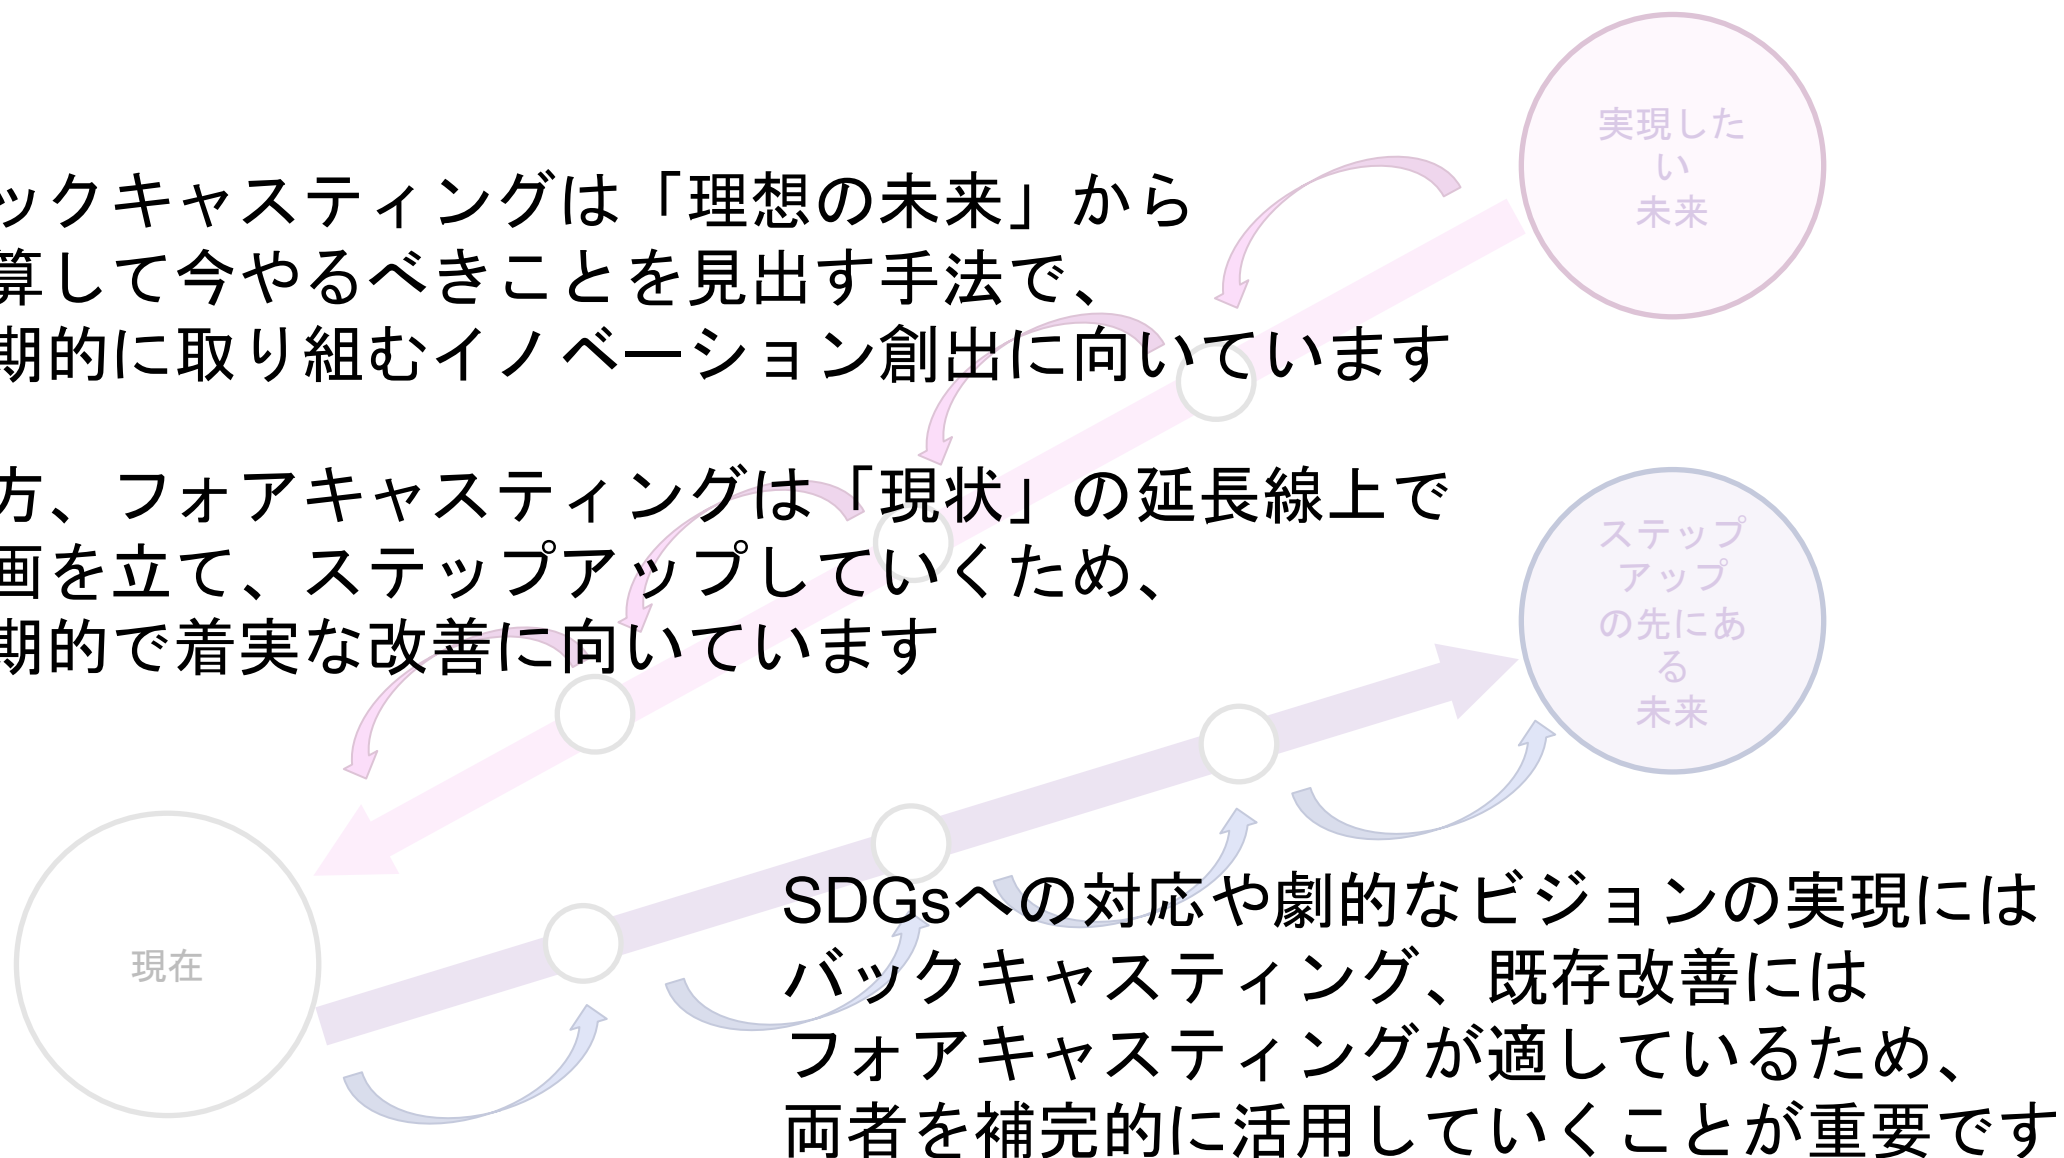 ックキャスティングは「理想の未来」から
算して今やるべきことを見出す手法で、
期的に取り組むイノベーション創出に向いています
方、フォアキャスティングは「現状」の延長線上で
画を立て、ステップアップしていくため、
期的で着実な改善に向いています
実現した
い
未来
ステップ
アップ
の先にあ
る
未来
現在
SDGsへの対応や劇的なビジョンの実現には
バックキャスティング、既存改善には
フォアキャスティングが適しているため、
両者を補完的に活用していくことが重要です